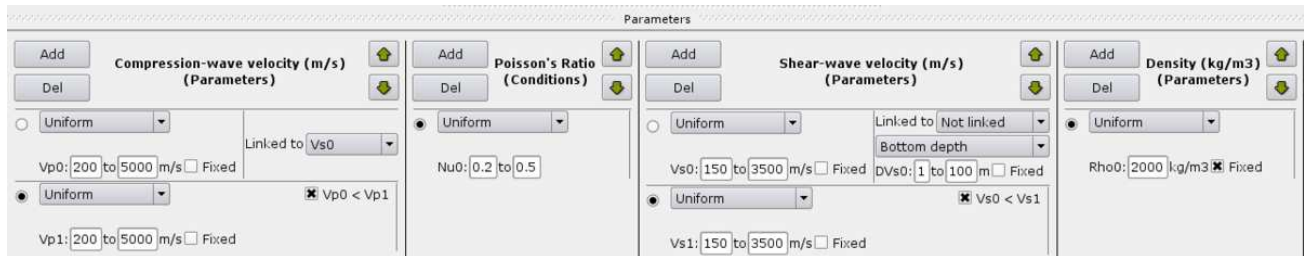 Parameters
Add
Del
Compression-wave velocity (m/s)
(Parameters)
Uniform
Linked to Vs0
Vp0: 200 to 5000 m/s Fixed
Uniform
Vp0 < Vp1
Vp1: 200 to 5000 m/s Fixed
Add
Del
Poisson's Ratio
(Conditions)
Uniform
Nu0: 0.2 to 0.5
Add
Del
Shear-wave velocity (m/s)
(Parameters)
Uniform
Linked to Not linked
Bottom depth
Vs0: 150 to 3500 m/s Fixed
DVs0: 1 to 100 m Fixed
Uniform
Vs0 < Vs1
Vs1: 150 to 3500 m/s Fixed
Add
Del
Density (kg/m3)
(Parameters)
Uniform
Rho0: 2000 kg/m3 Fixed